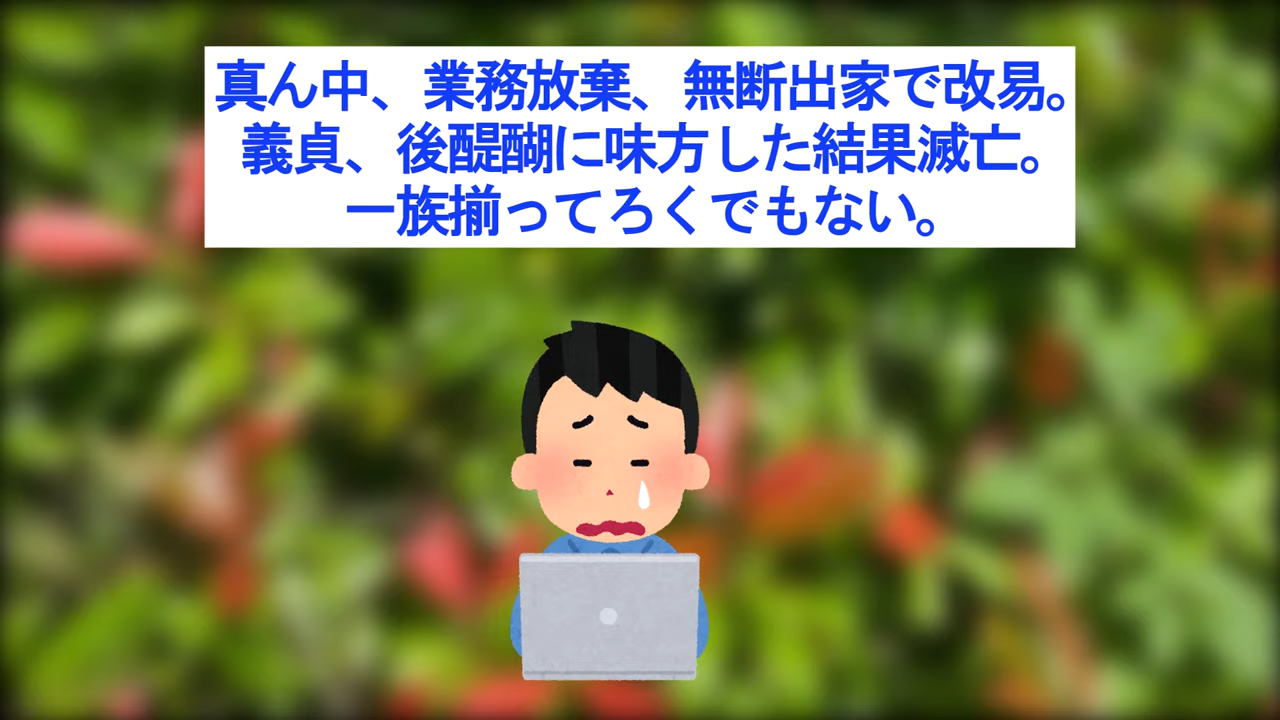 真ん中、業務放棄、無断出家で改易。
義貞、後醍醐に味方した結果滅亡。
一族揃ってろくでもない。